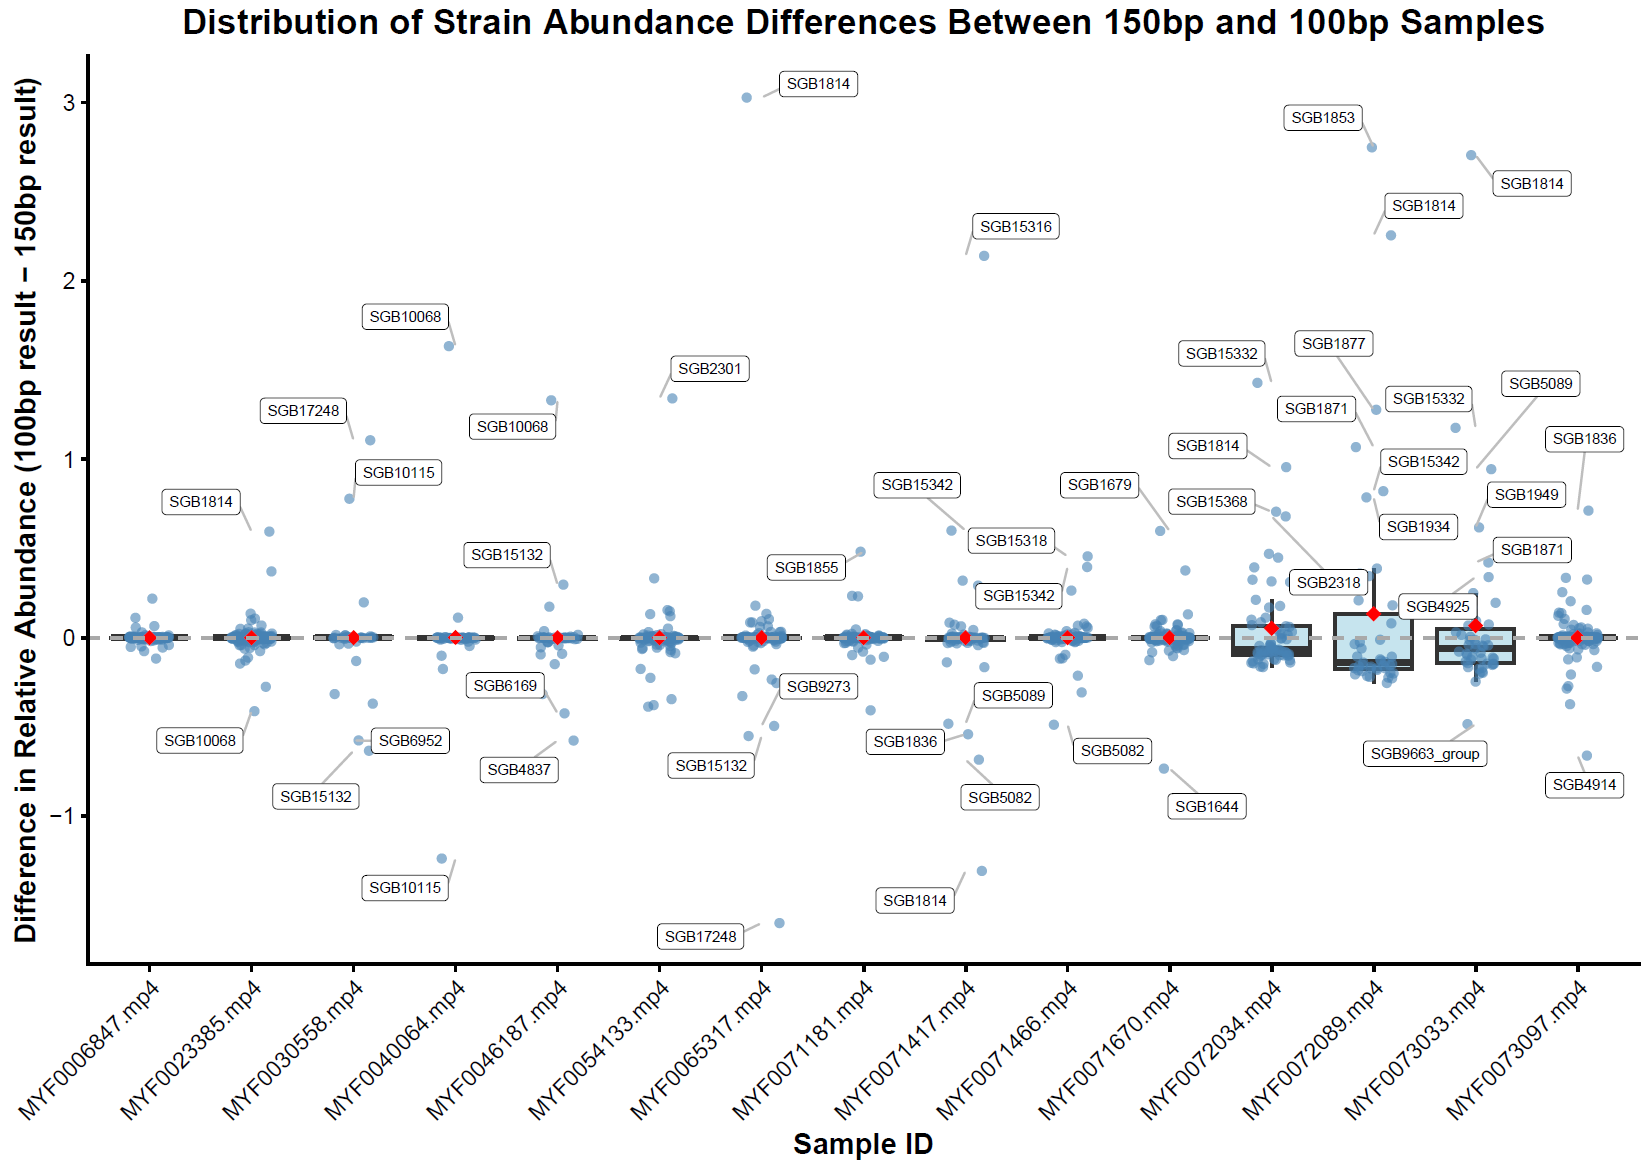 Distribution of Strain Abundance Differences Between 150bp and 100bp Samples
Difference in Relative Abundance (100bp result − 150bp result)
3
2
1
0
−1
SGB1814
SGB1853
SGB1814
SGB1814
SGB15316
SGB10068
SGB1877
SGB15332
SGB2301
SGB5089
SGB15332
SGB1871
SGB17248
SGB10068
SGB1836
SGB1814
SGB15342
SGB10115
SGB15342
SGB1679
SGB1949
SGB1814
SGB15368
SGB1934
SGB15318
SGB1871
SGB15132
SGB1855
SGB2318
SGB15342
SGB4925
SGB6169
SGB9273
SGB5089
SGB10068
SGB6952
SGB1836
SGB5082
SGB9663_group
SGB15132
SGB4837
SGB4914
SGB15132
SGB5082
SGB1644
SGB10115
SGB1814
SGB17248
MYF0006847.mp4
MYF0023385.mp4
MYF0030558.mp4
MYF0040064.mp4
MYF0046187.mp4
MYF0054133.mp4
MYF0065317.mp4
MYF0071181.mp4
MYF0071417.mp4
MYF0071466.mp4
MYF0071670.mp4
MYF0072034.mp4
MYF0072089.mp4
MYF0073033.mp4
MYF0073097.mp4
Sample ID